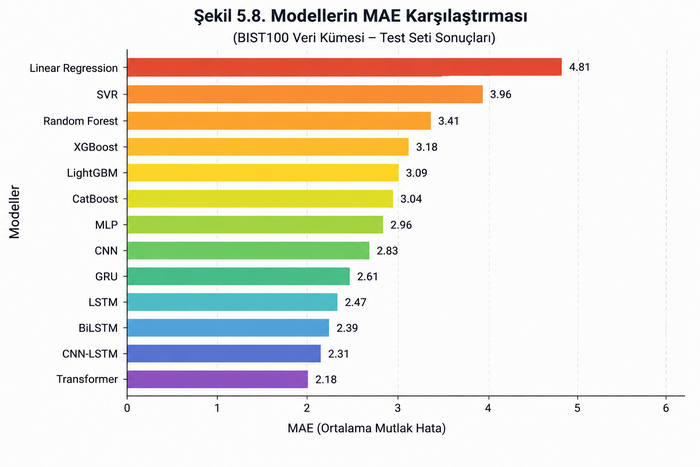 Şekil 5.8. Modellerin MAE Karşılaştırması
(BIST100 Veri Kümesi – Test Seti Sonuçları)
Modeller
Linear Regression 4.81
SVR 3.96
Random Forest 3.41
XGBoost 3.18
LightGBM 3.09
CatBoost 3.04
MLP 2.96
CNN 2.83
GRU 2.61
LSTM 2.47
BiLSTM 2.39
CNN-LSTM 2.31
Transformer 2.18
0 1 2 3 4 5 6
MAE (Ortalama Mutlak Hata)